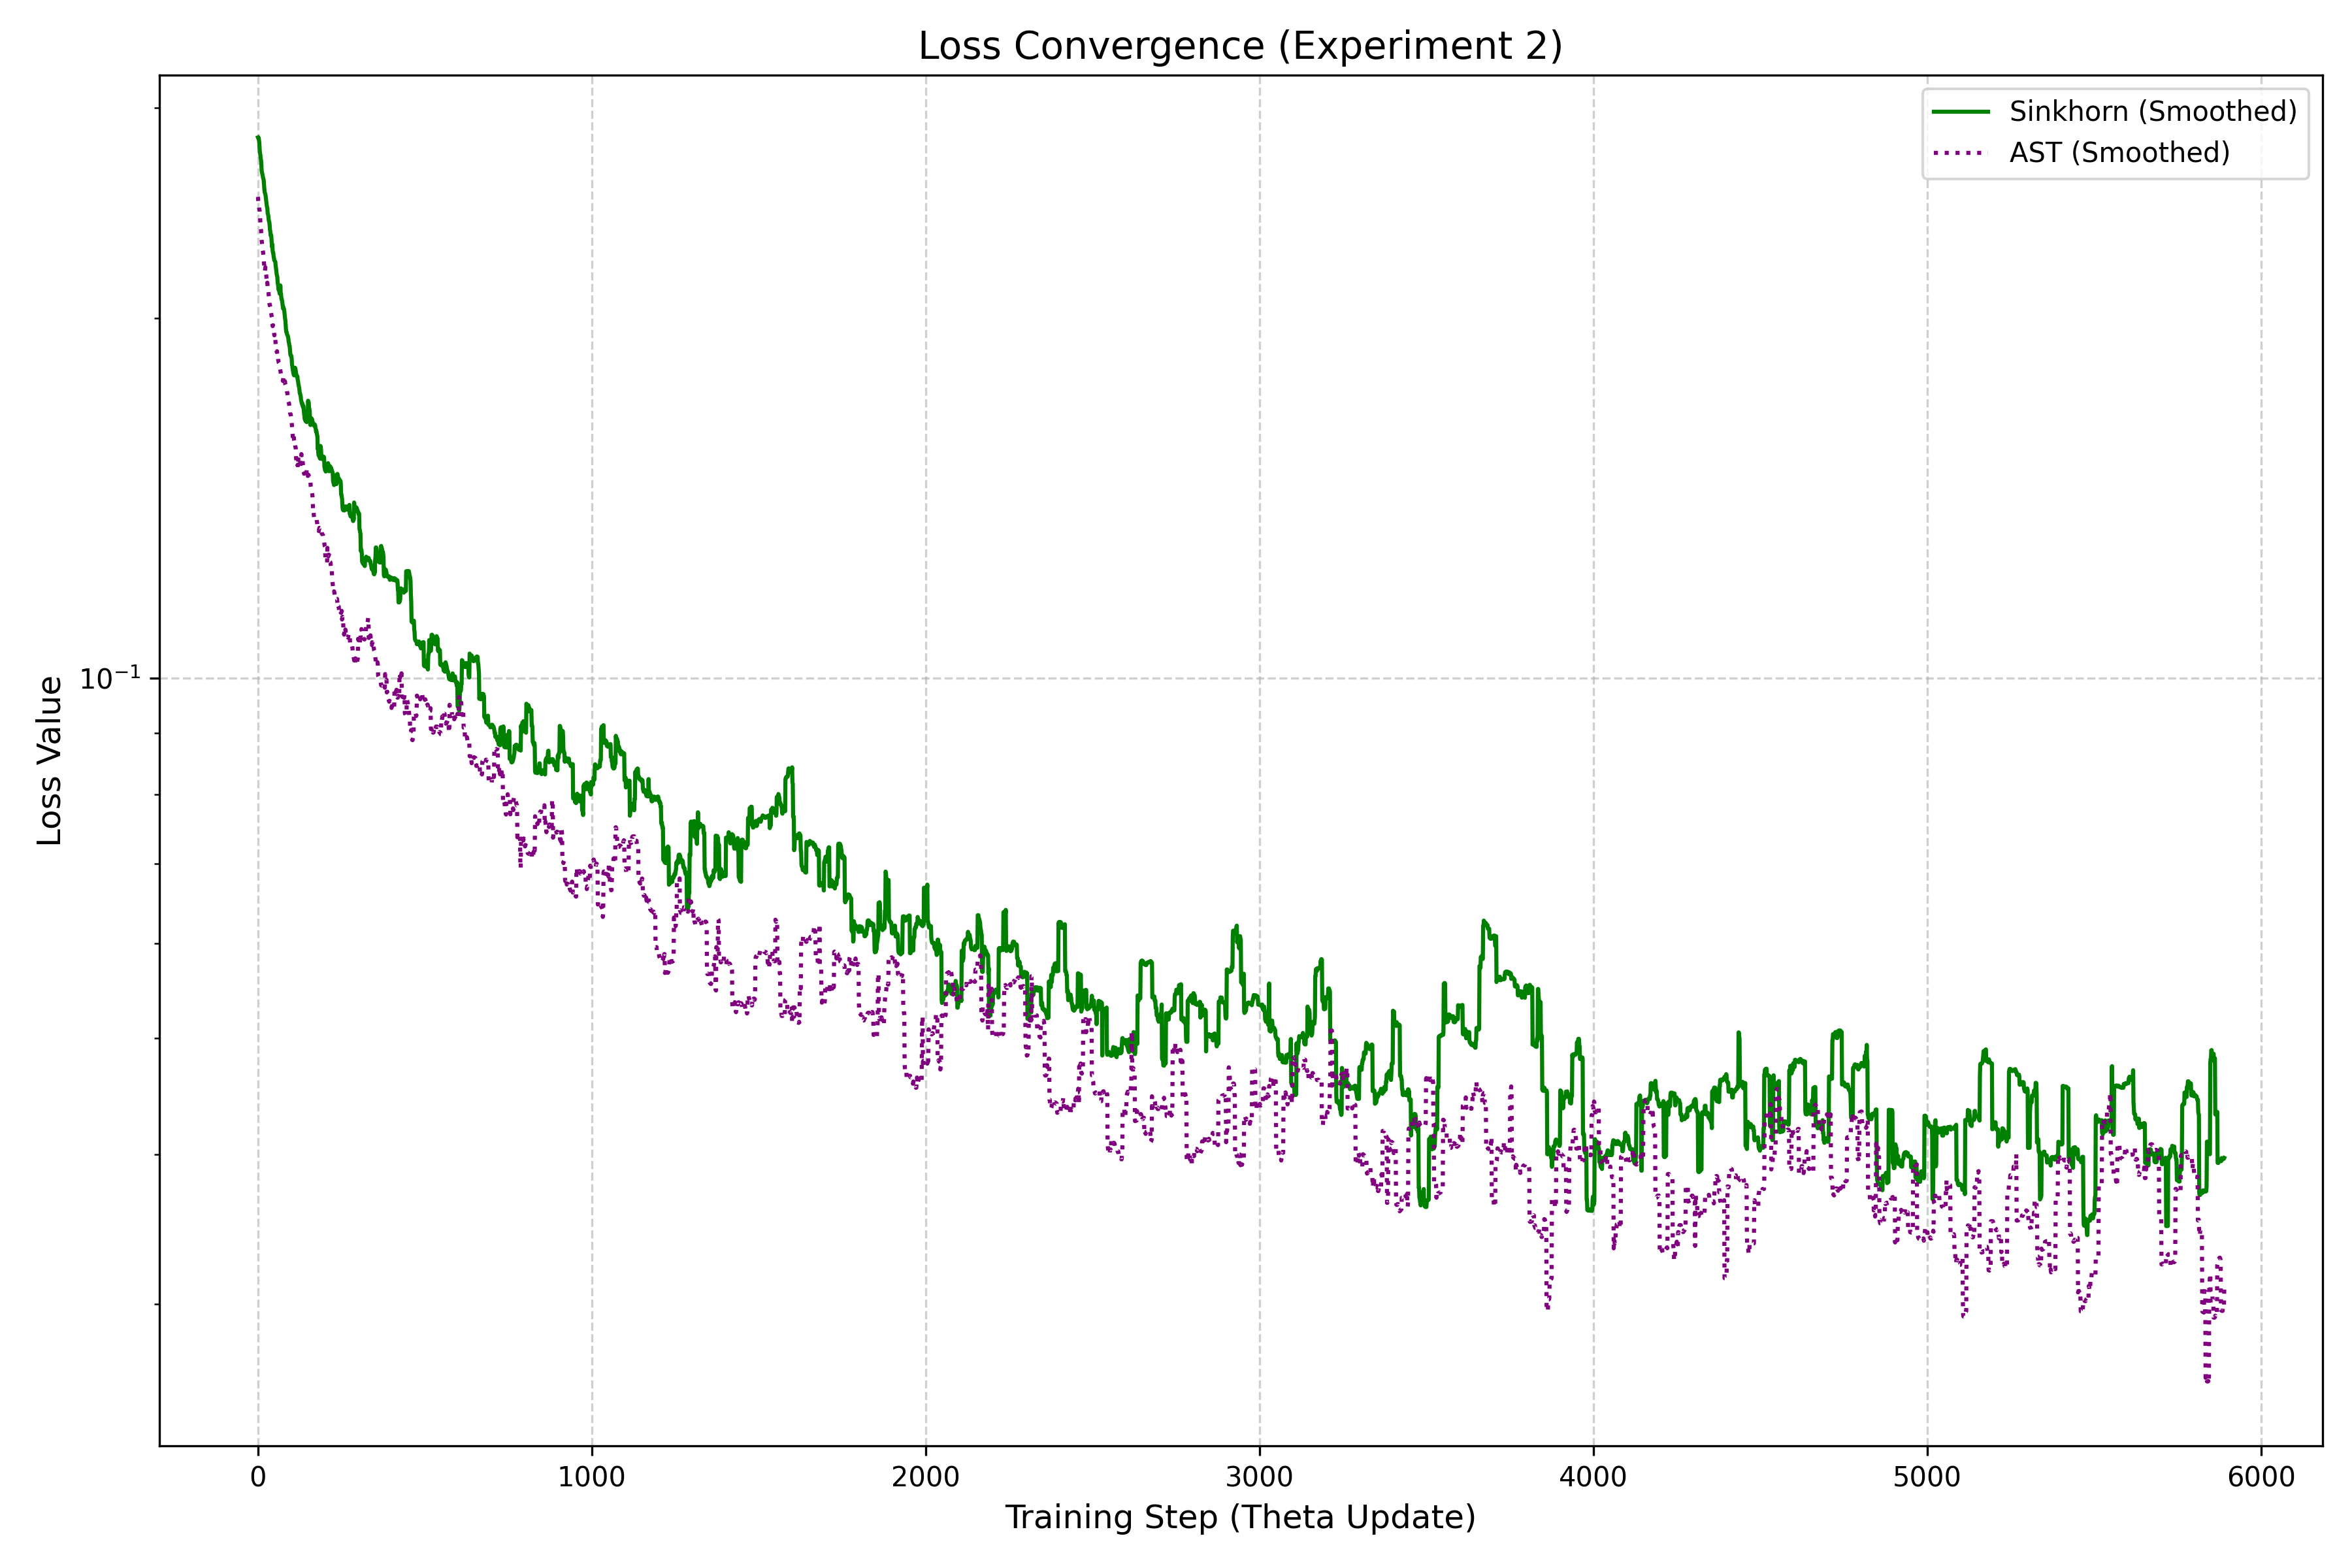 Loss Convergence (Experiment 2)
Sinkhorn (Smoothed)
AST (Smoothed)
Loss Value
10⁻¹
0 1000 2000 3000 4000 5000 6000
Training Step (Theta Update)